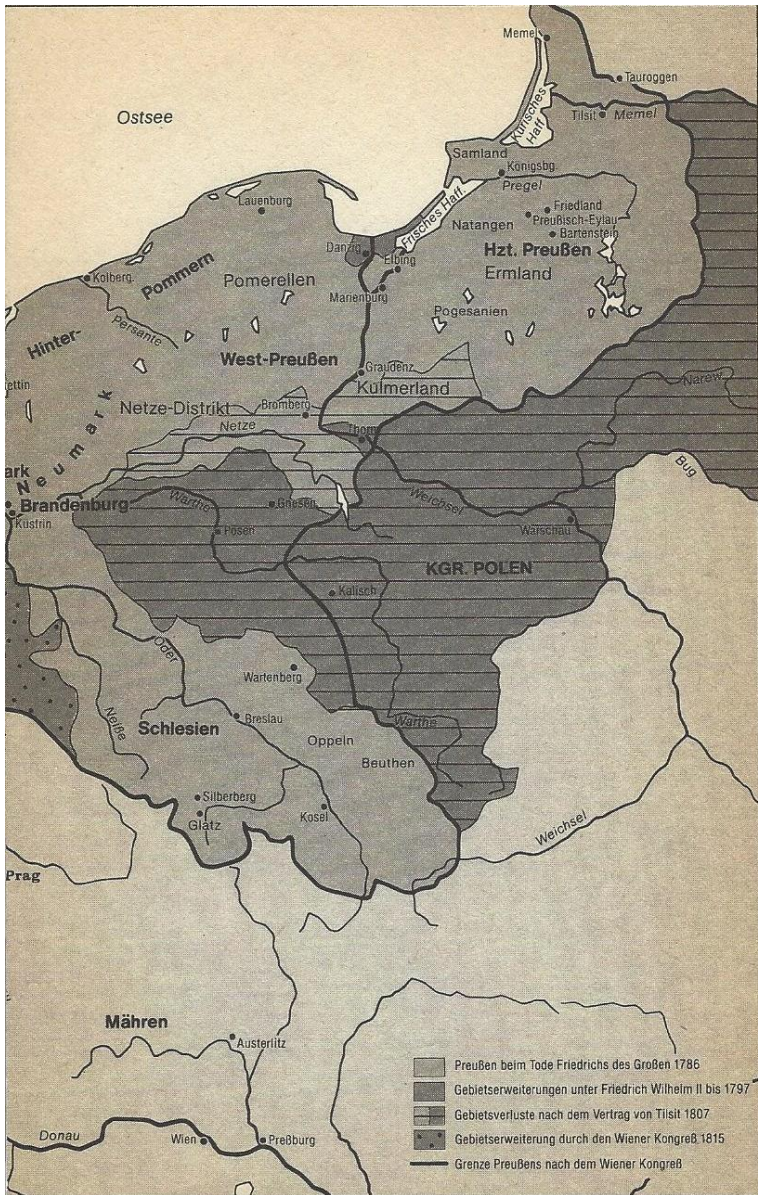 Memel
Tauroggen
Kurisches
Haff
Tilsit
Memel
Ostsee
Samland
Königsbg.
Pregel
Lauenburg
Frisches Haff.
Friedland
Natangen
Preußisch-Eylau
Bartenstein
Danzig
Hzt. Preußen
Elbing
Ermland
Kolberg
Pommern
Pomerellen
Marienburg
Persante
Pogesanien
Hinter-
West-Preußen
Graudenz
Kulmerland
ettin
Netze-Distrikt
Bromberg
Narew
Netze
Thorn
Neumark
Bug
ark
Brandenburg
Küstrin
Warthe
Gnesen
Weichsel
Posen
Warschau
KGR. POLEN
Kalisch
Oder
Wartenberg
Neiße
Schlesien
Breslau
Warthe
Oppeln
Beuthen
Silberberg
Glatz
Kosel
Weichsel
Prag
Mähren
Austerlitz
Donau
Wien
Preßburg
Preußen beim Tode Friedrichs des Großen 1786
Gebietserweiterungen unter Friedrich Wilhelm II bis 1797
Gebietsverluste nach dem Vertrag von Tilsit 1807
Gebietserweiterung durch den Wiener Kongreß 1815
Grenze Preußens nach dem Wiener Kongreß